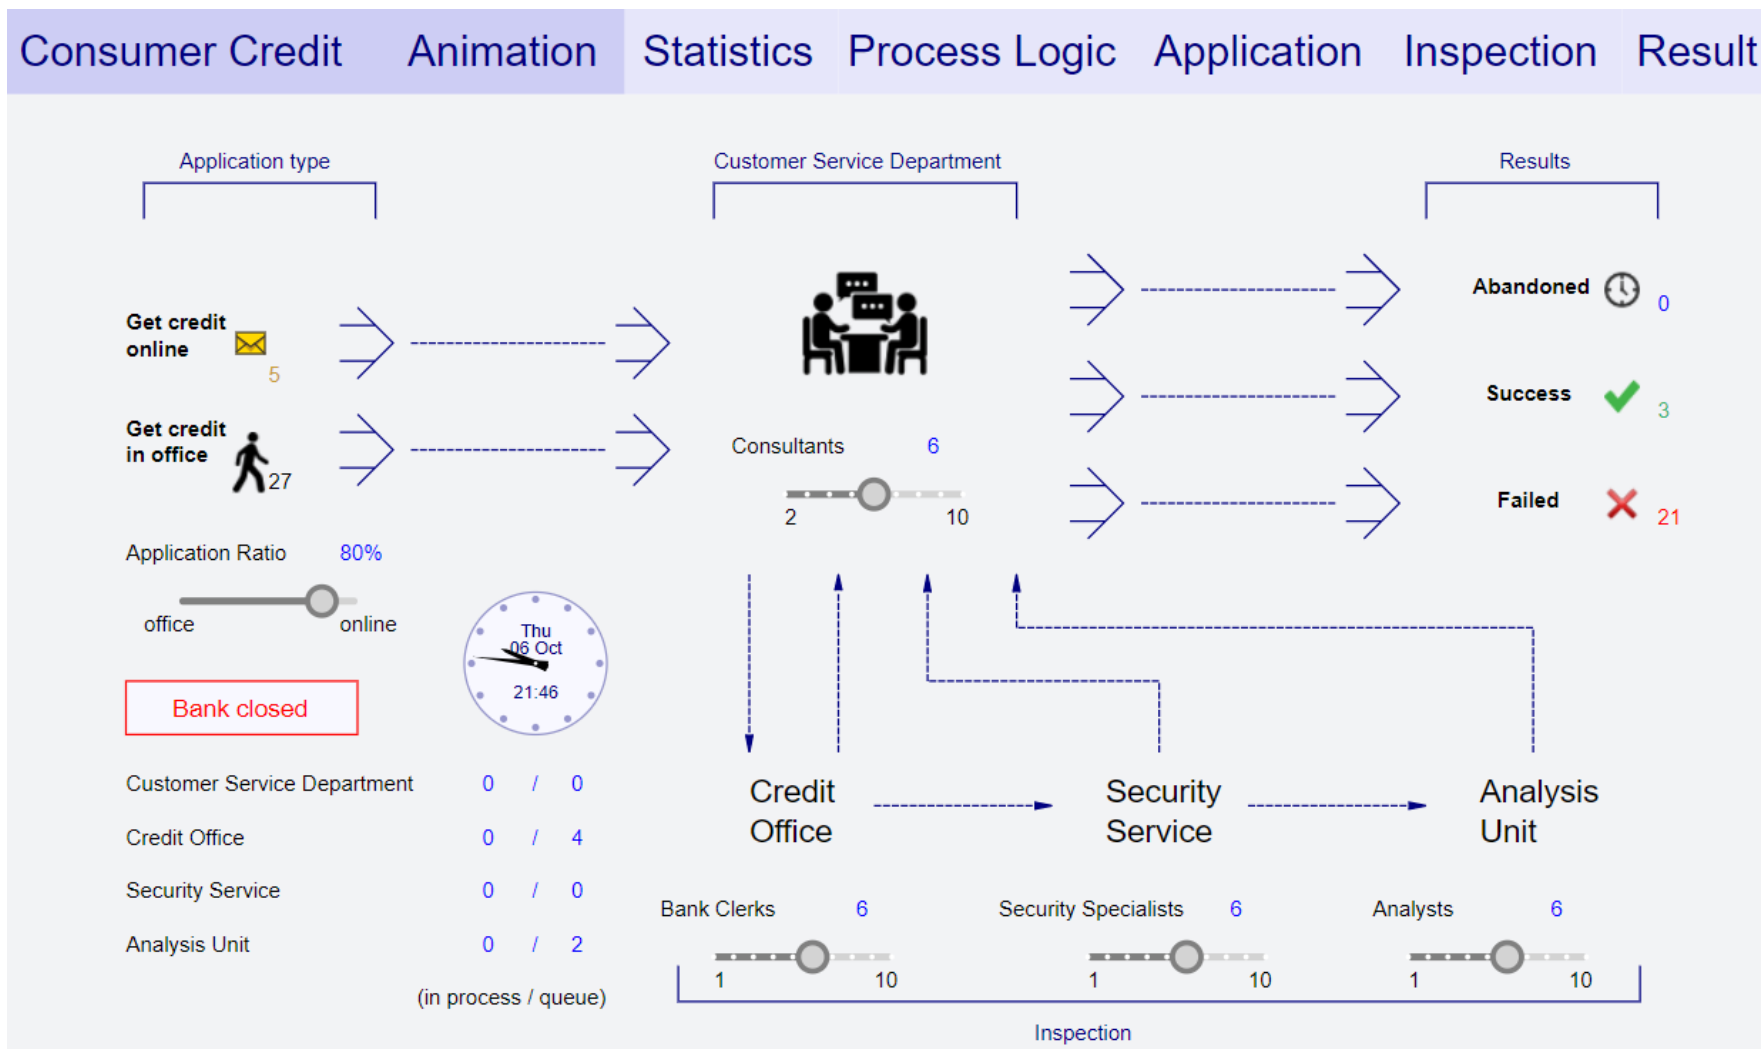 Consumer Credit Animation Statistics Process Logic Application Inspection Result
Application type
Customer Service Department
Results
Get credit
online
5
Get credit
in office
27
Application Ratio 80%
office online
Bank closed
Thu
06 Oct
21:46
Consultants 6
2 10
Abandoned 0
Success 3
Failed 21
Customer Service Department 0 / 0
Credit Office 0 / 4
Security Service 0 / 0
Analysis Unit 0 / 2
(in process / queue)
Credit
Office
Security
Service
Analysis
Unit
Bank Clerks 6
1 10
Security Specialists 6
1 10
Analysts 6
1 10
Inspection